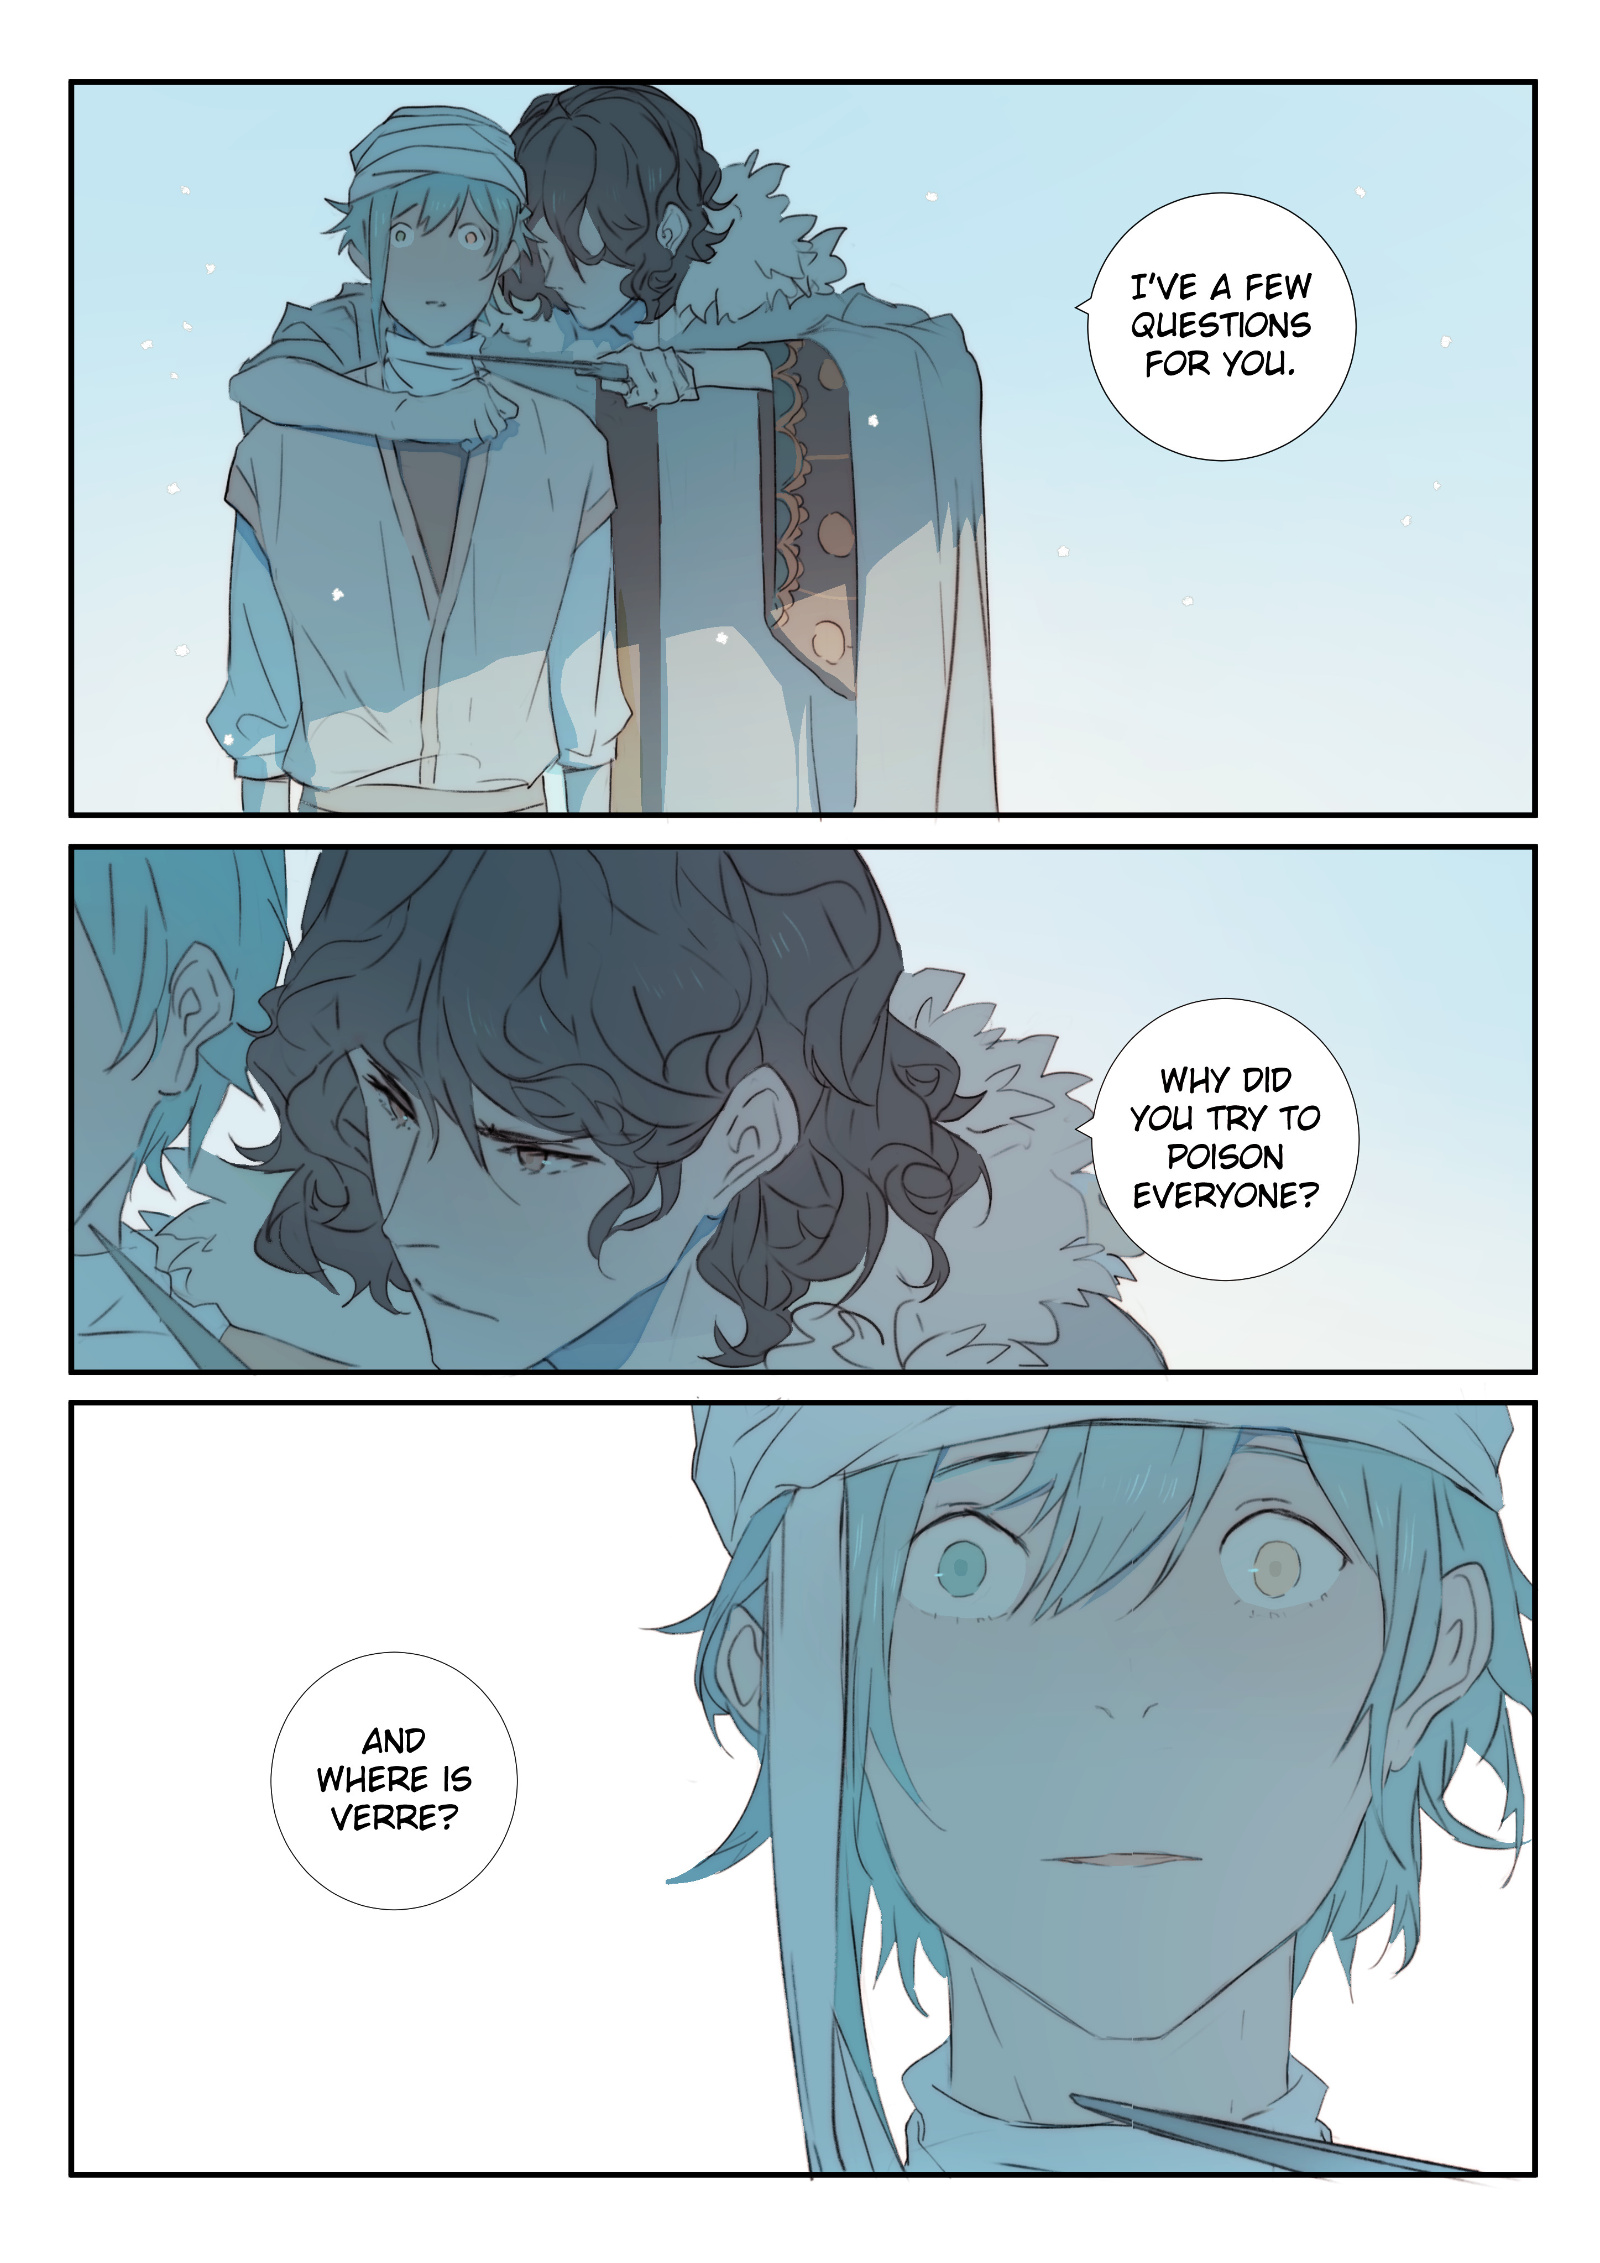 I'VE A FEW
QUESTIONS
FOR YOU.
WHY DID
YOU TRY TO
POISON
EVERYONE?
AND
WHERE IS
VERRE?